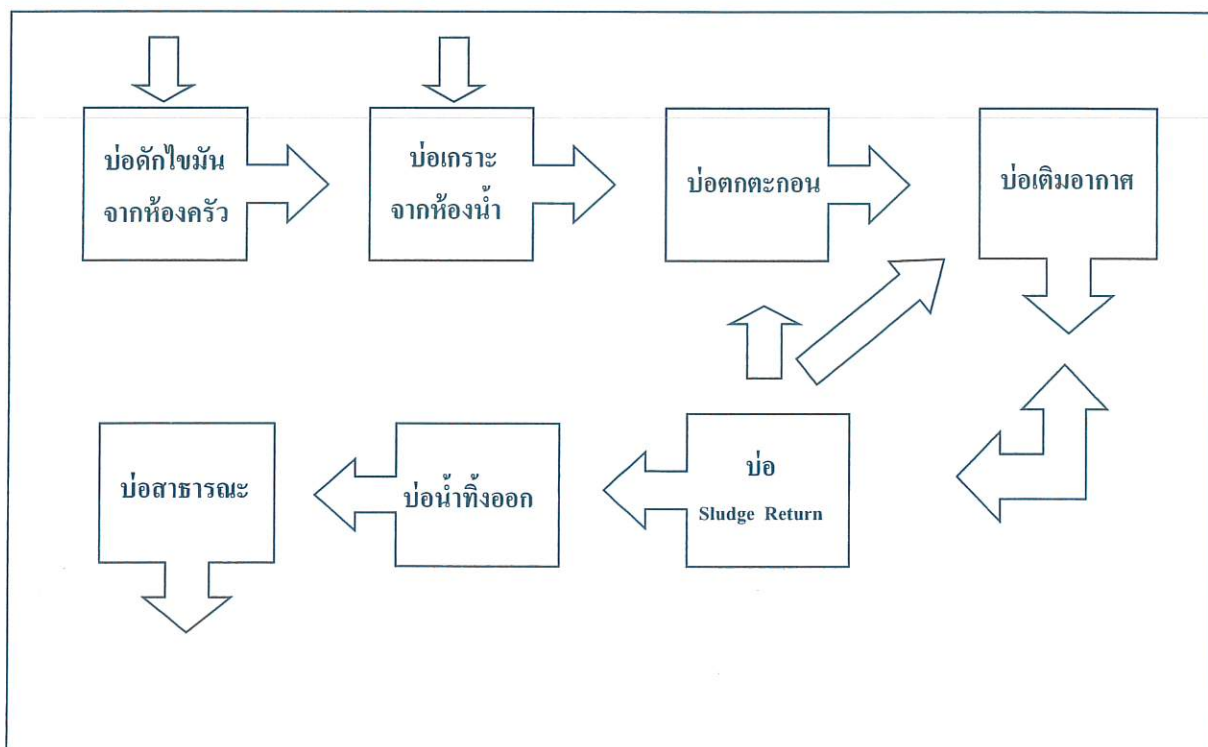 บ่อดักไขมัน
จากห้องครัว
บ่อเกราะ
จากห้องน้ำ
บ่อตกตะกอน
บ่อเติมอากาศ
บ่อสาธารณะ
บ่อน้ำทิ้งออก
บ่อ
Sludge Return